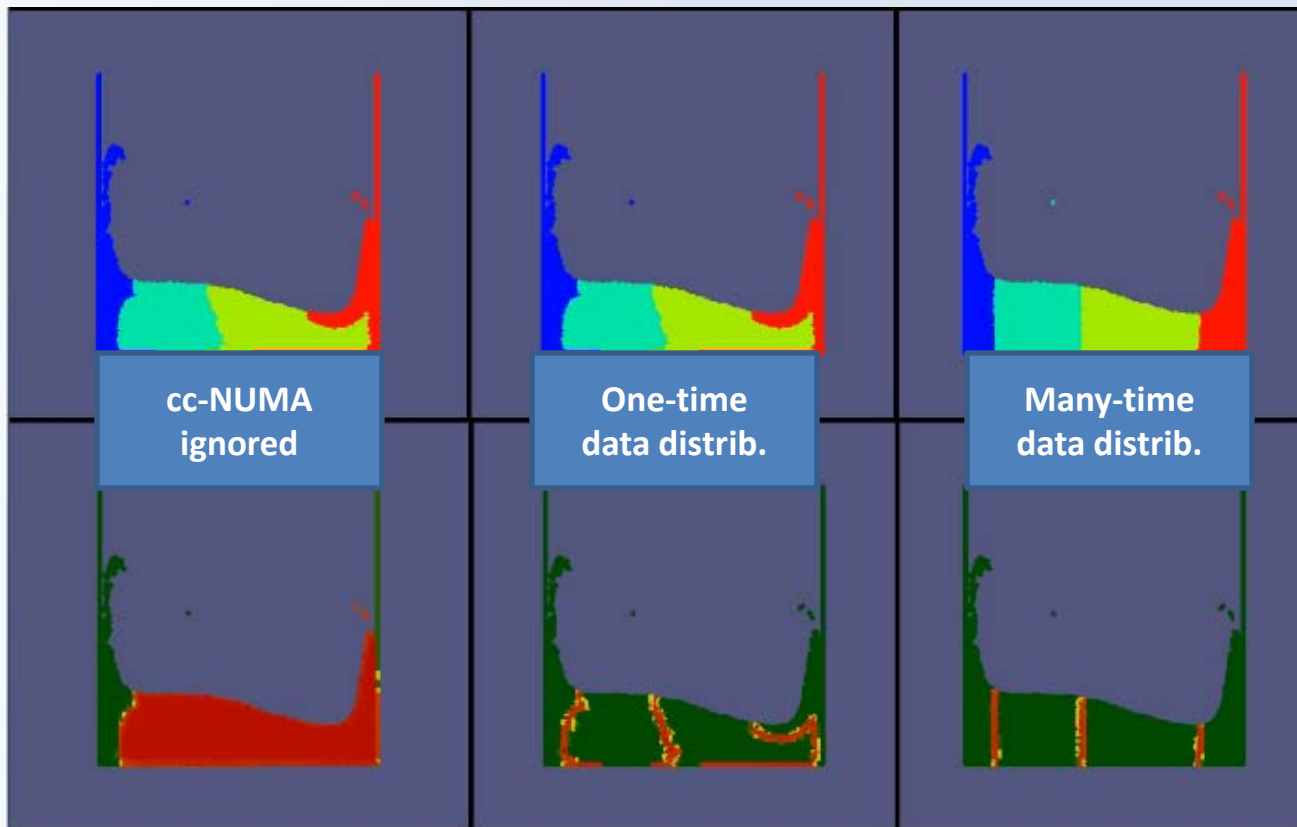 cc-NUMA
ignored
One-time
data distrib.
Many-time
data distrib.